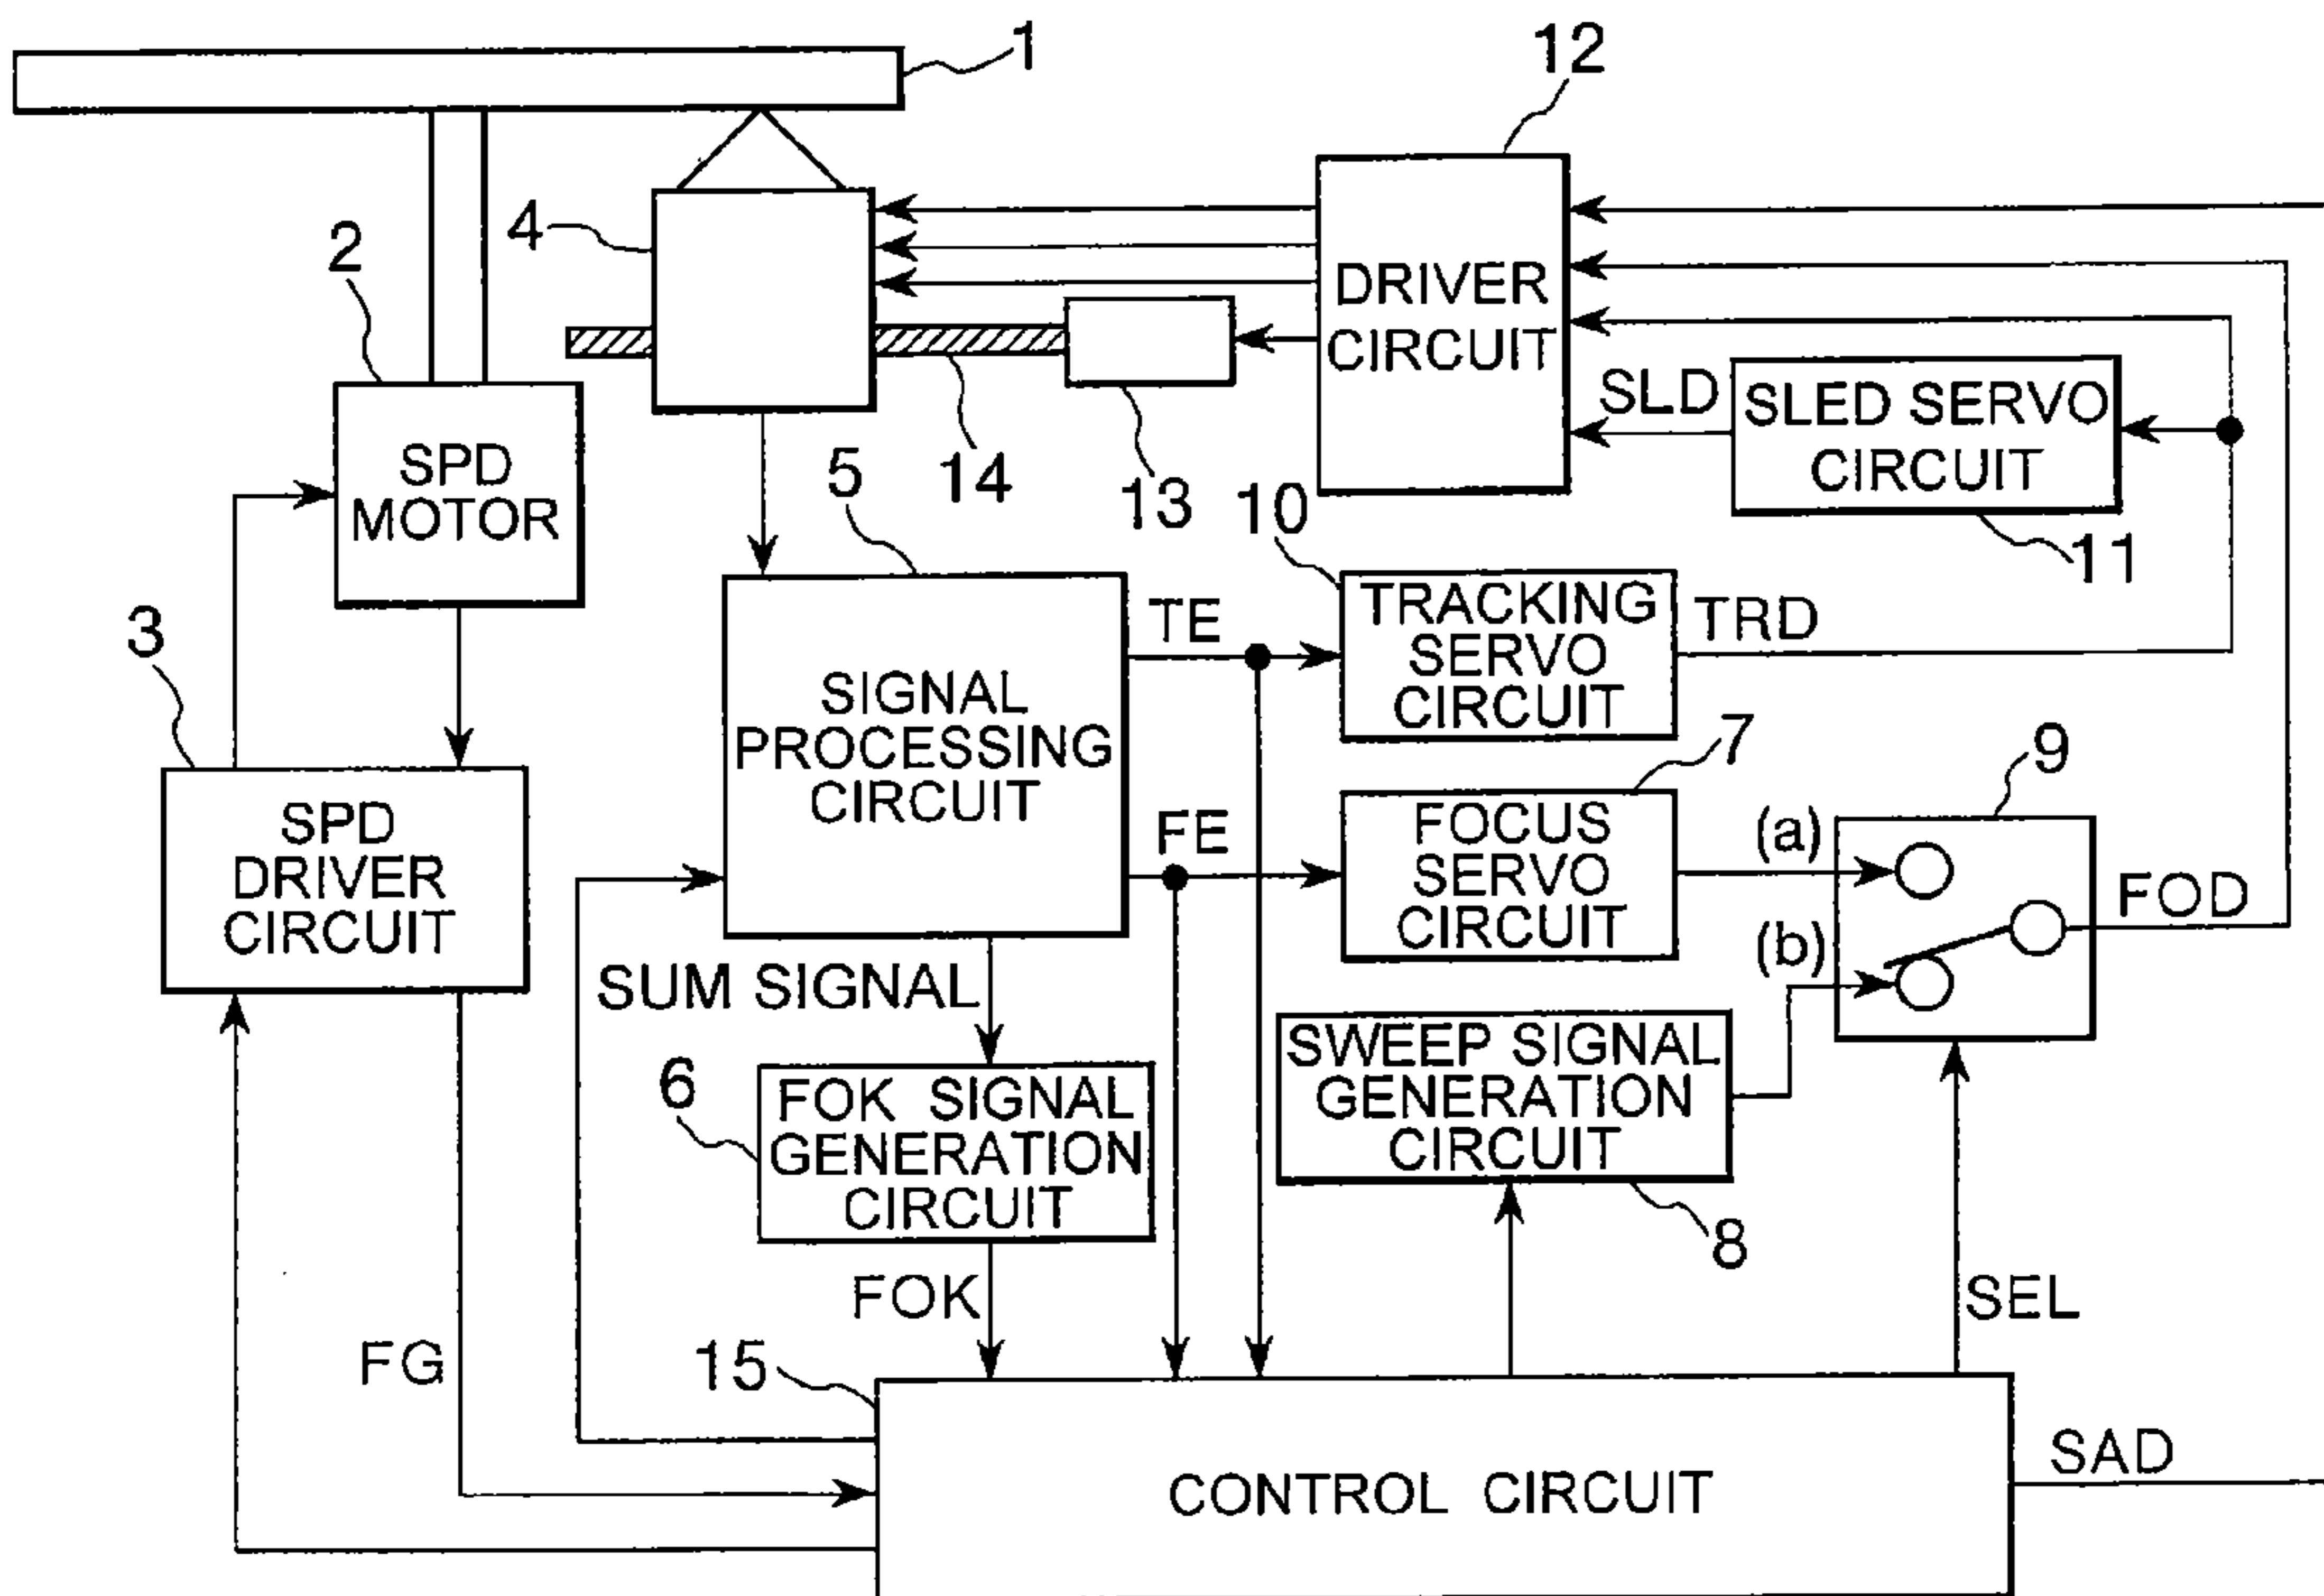 1
12
4
2
DRIVER
CIRCUIT
SLD
SLED SERVO
CIRCUIT
SPD
MOTOR
5
14
13
10
11
3
TE
TRACKING
SERVO
CIRCUIT
TRD
SIGNAL
PROCESSING
CIRCUIT
7
9
SPD
DRIVER
CIRCUIT
FE
FOCUS
SERVO
CIRCUIT
(a)
(b)
FOD
SUM SIGNAL
6
FOK SIGNAL
GENERATION
CIRCUIT
SWEEP SIGNAL
GENERATION
CIRCUIT
8
FOK
SEL
FG
15
CONTROL CIRCUIT
SAD